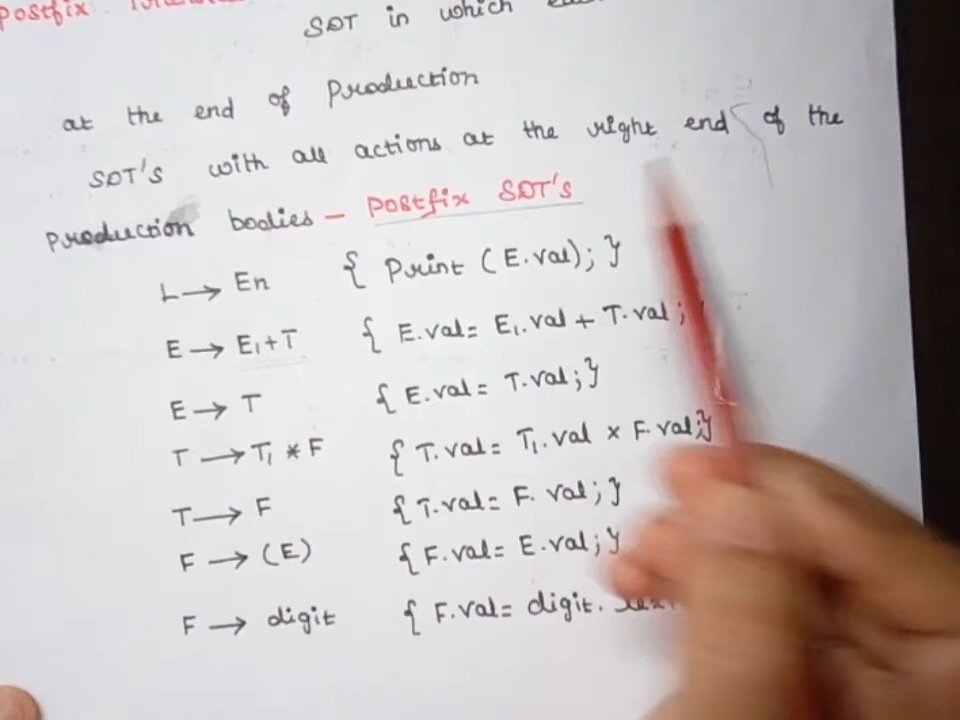 Postfix
SDT in which
at the end of Production
SDT's with all actions at the right end of the
Production bodies - Postfix SDT's
L → En { Print (E.val); }
E → E₁+T { E.val = E₁.val + T.val;
E → T { E.val = T.val; }
T → T₁ * F { T.val = T₁.val × F.val; }
T → F { T.val = F.val; }
F → (E) { F.val = E.val; }
F → digit { F.val = digit.